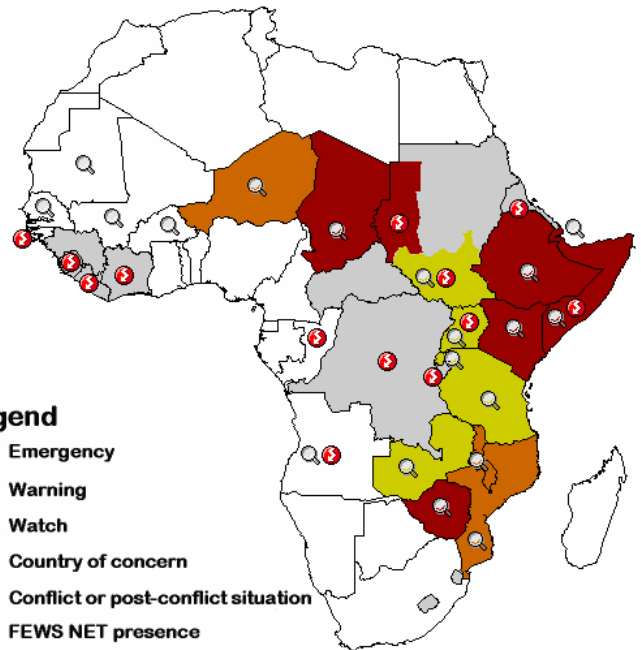 gend
Emergency
Warning
Watch
Country of concern
Conflict or post-conflict situation
FEWS NET presence